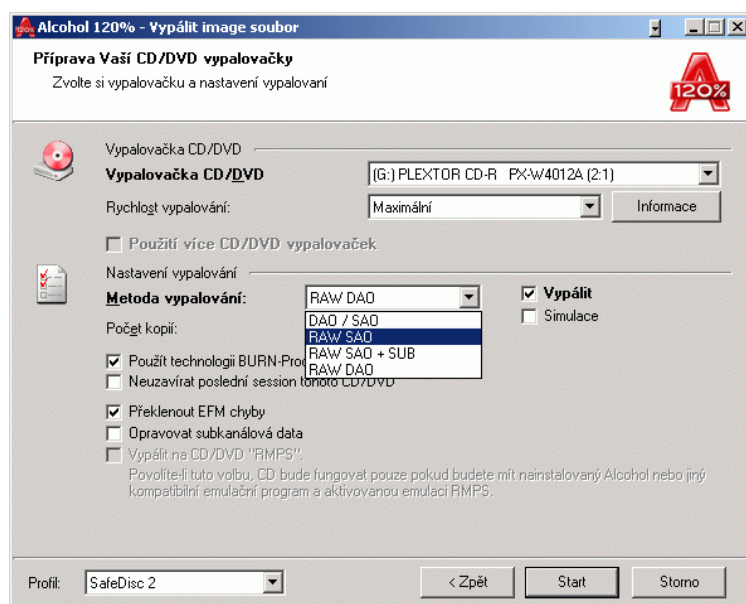 Alcohol 120% - Vypálit image soubor
Příprava Vaší CD/DVD vypalovačky
Zvolte si vypalovačku a nastavení vypalovaní
120%
Vypalovačka CD/DVD
Vypalovačka CD/DVD
(G:) PLEXTOR CD-R PX-W4012A (2:1)
Rychlost vypalování:
Maximální
Informace
Použití více CD/DVD vypalovaček
Nastavení vypalování
Metoda vypalování:
RAW DAO
Vypálit
DAO / SAO
Simulace
Počet kopií:
RAW SAO
RAW SAO + SUB
RAW DAO
Použít technologii BURN-Proo
Neuzavírat poslední session tohoto CD/DVD
Překlenout EFM chyby
Opravovat subkanálová data
Vypálit na CD/DVD "RMPS".
Povolíte-li tuto volbu, CD bude fungovat pouze pokud budete mít nainstalovaný Alcohol nebo jiný
kompatibilní emulační program a aktivovanou emulaci RMPS.
Profil:
SafeDisc 2
< Zpět
Start
Storno